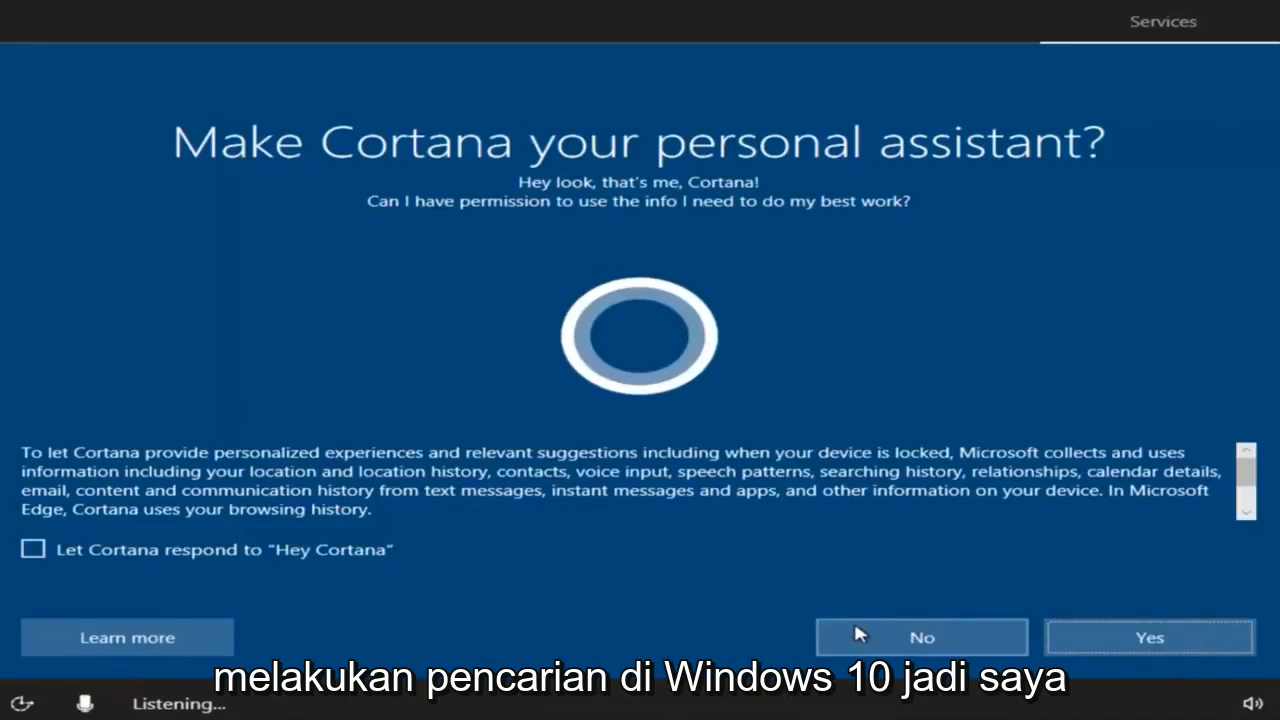 Services
Make Cortana your personal assistant?
Hey look, that's me, Cortana!
Can I have permission to use the info I need to do my best work?
To let Cortana provide personalized experiences and relevant suggestions including when your device is locked, Microsoft collects and uses
information including your location and location history, contacts, voice input, speech patterns, searching history, relationships, calendar details,
email, content and communication history from text messages, instant messages and apps, and other information on your device. In Microsoft
Edge, Cortana uses your browsing history.
Let Cortana respond to "Hey Cortana"
Learn more
No
Yes
melakukan pencarian di Windows 10 jadi saya
Listening...